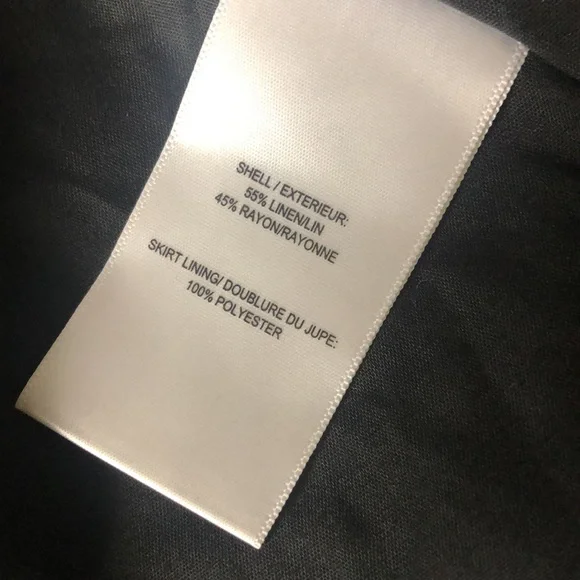 SHELL / EXTERIEUR:
55% LINEN/LIN
45% RAYON/RAYONNE
SKIRT LINING/ DOUBLURE DU JUPE:
100% POLYESTER